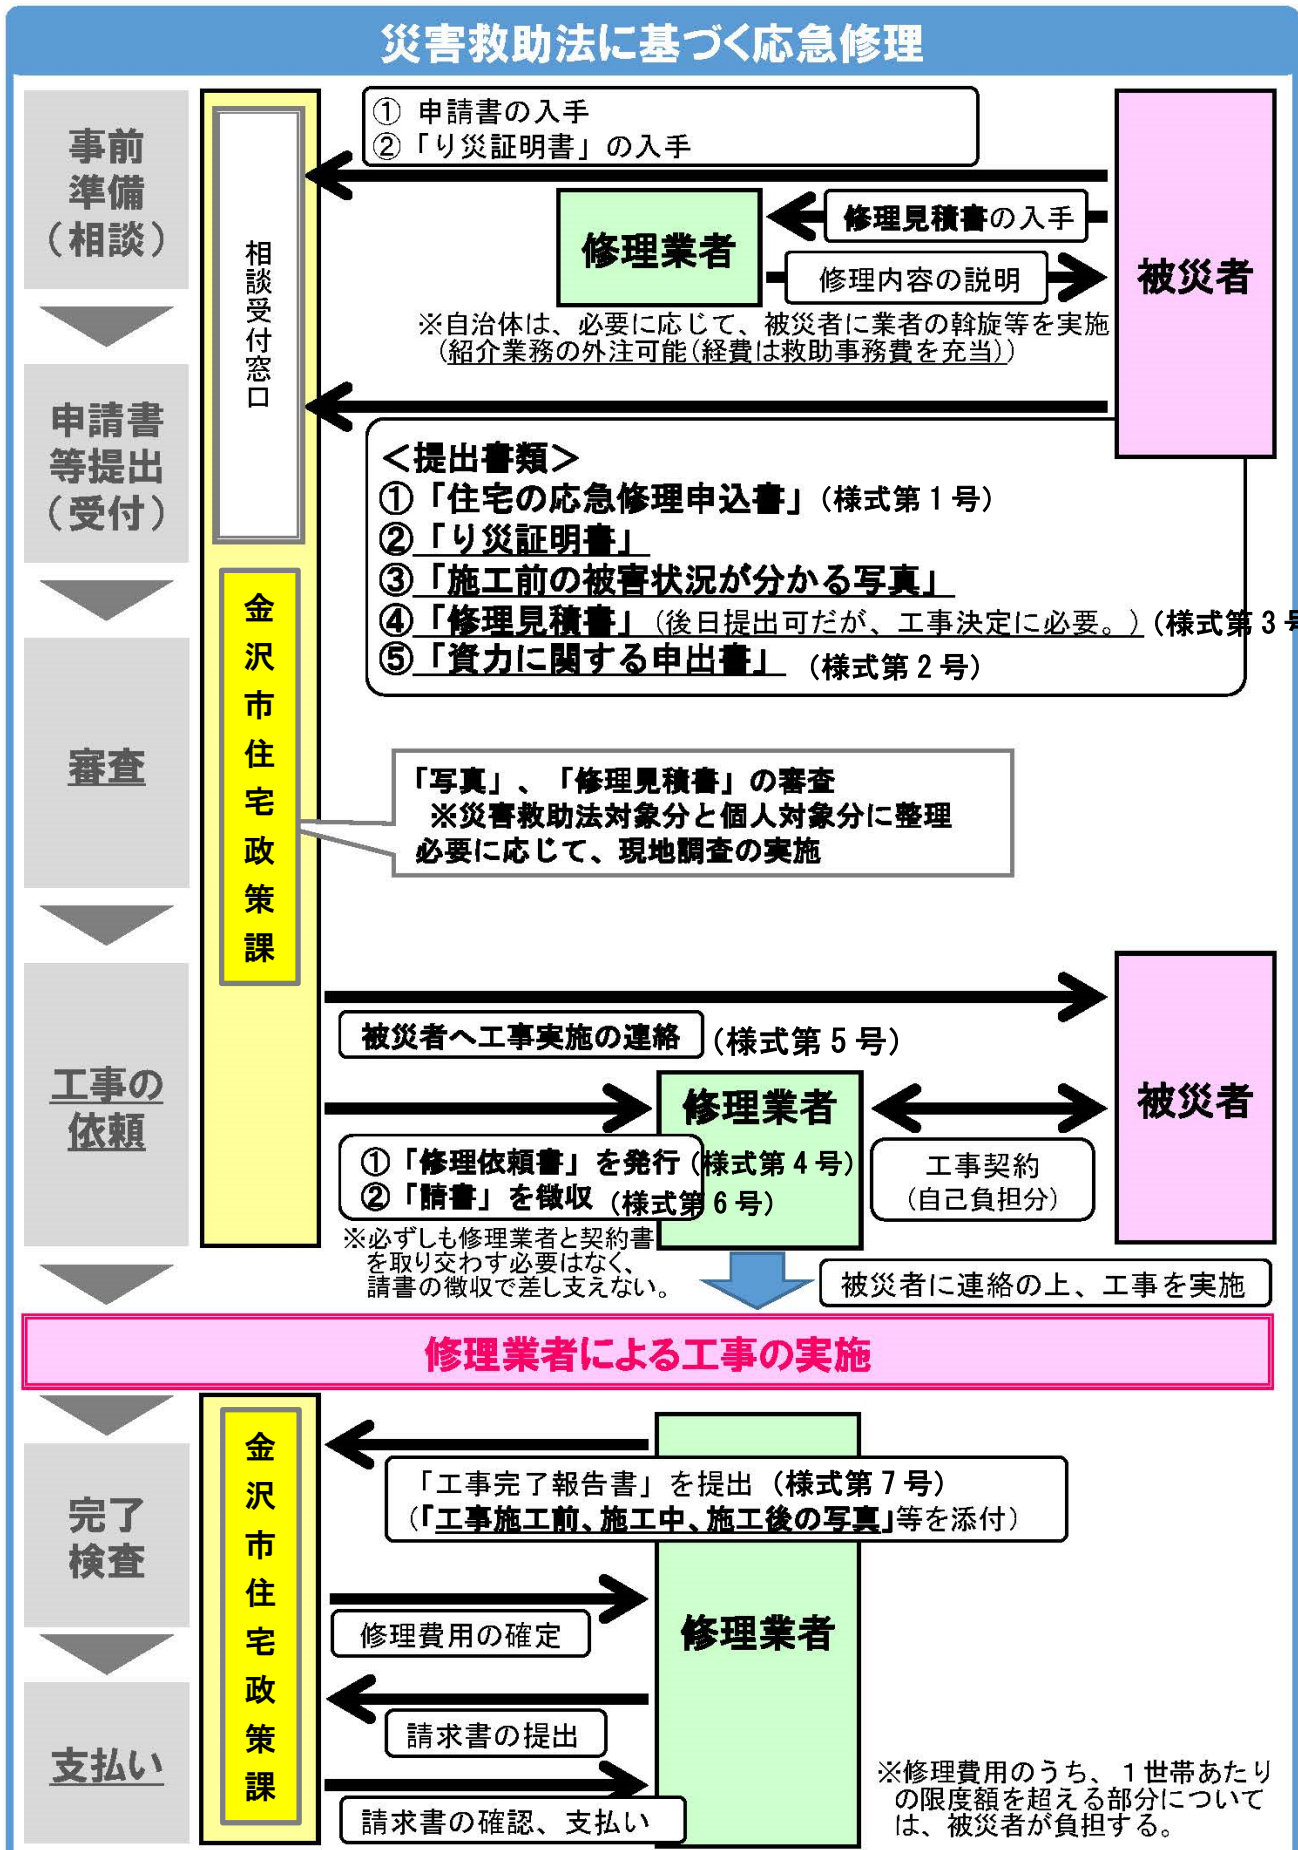 災害救助法に基づく応急修理
事前
準備
（相談）
相談受付窓口
① 申請書の入手
②「り災証明書」の入手
修理業者
修理見積書の入手
修理内容の説明
被災者
※自治体は、必要に応じて、被災者に業者の斡旋等を実施
（紹介業務の外注可能（経費は救助事務費を充当））
申請書
等提出
（受付）
＜提出書類＞
①「住宅の応急修理申込書」（様式第１号）
②「り災証明書」
③「施工前の被害状況が分かる写真」
④「修理見積書」（後日提出可だが、工事決定に必要。）（様式第３号
⑤「資力に関する申出書」（様式第２号）
金沢市住宅政策課
審査
「写真」、「修理見積書」の審査
※災害救助法対象分と個人対象分に整理
必要に応じて、現地調査の実施
工事の
依頼
被災者へ工事実施の連絡（様式第５号）
修理業者
被災者
①「修理依頼書」を発行（様式第４号）
②「請書」を徴収（様式第６号）
工事契約
（自己負担分）
※必ずしも修理業者と契約書
を取り交わす必要はなく、
請書の徴収で差し支えない。
被災者に連絡の上、工事を実施
修理業者による工事の実施
完了
検査
金沢市住宅政策課
「工事完了報告書」を提出（様式第７号）
（「工事施工前、施工中、施工後の写真」等を添付）
修理費用の確定
修理業者
請求書の提出
支払い
請求書の確認、支払い
※修理費用のうち、１世帯あたり
の限度額を超える部分について
は、被災者が負担する。